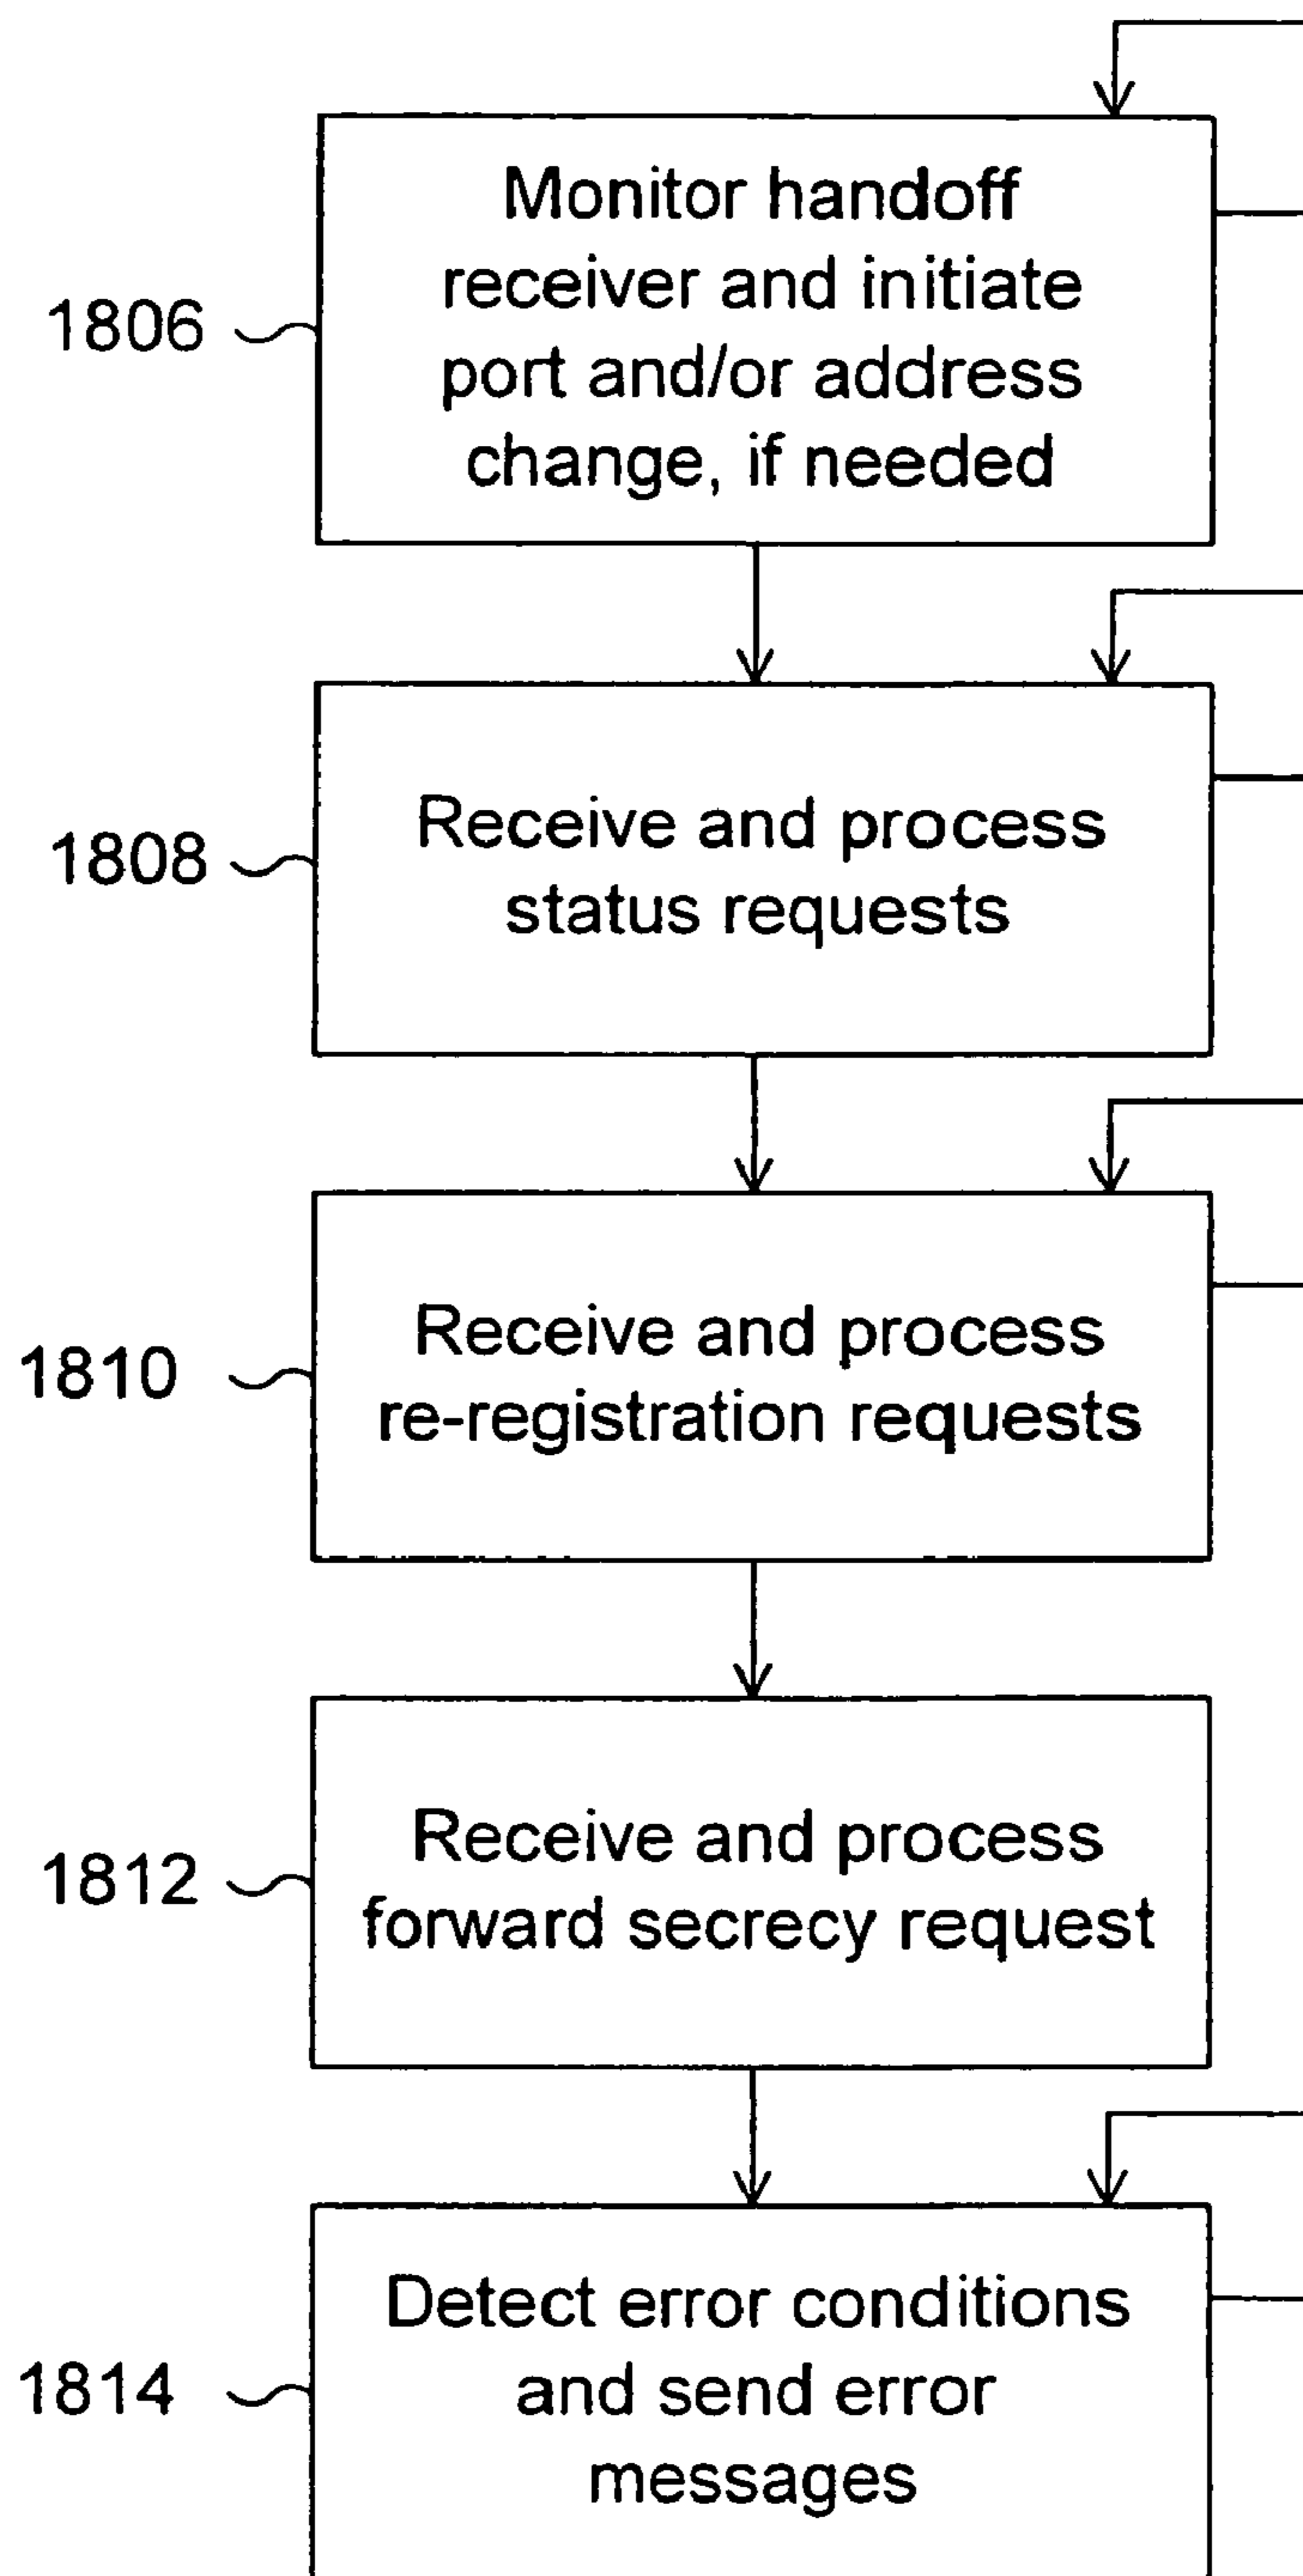 Monitor handoff
receiver and initiate
port and/or address
change, if needed
1806
Receive and process
status requests
1808
Receive and process
re-registration requests
1810
Receive and process
forward secrecy request
1812
Detect error conditions
and send error
messages
1814